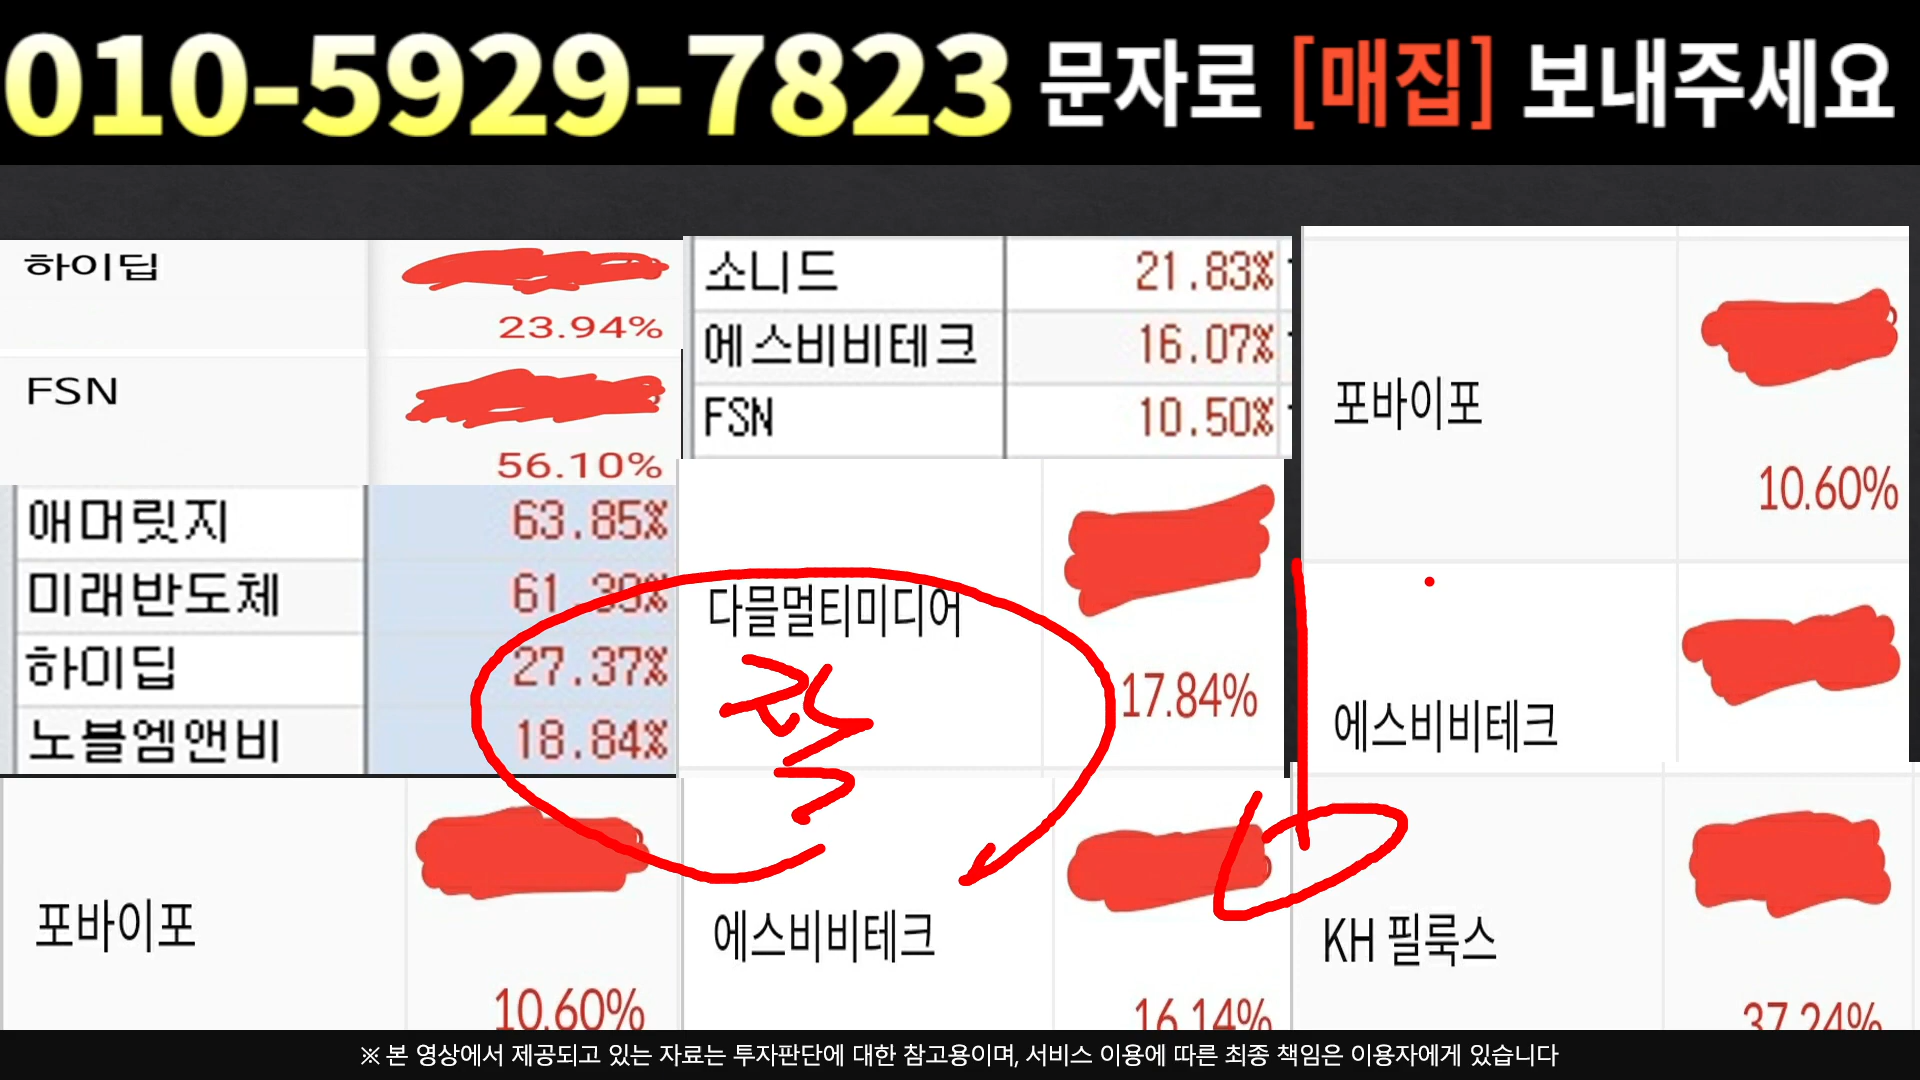 010-5929-7823 문자로 [매집] 보내주세요
하이딥
23.94%
FSN
56.10%
애머릿지 63.85%
미래반도체 61.39%
하이딥 27.37%
노블엠앤비 18.84%
소니드 21.83%
에스비비테크 16.07%
FSN 10.50%
다믈멀티미디어
17.84%
포바이포
10.60%
에스비비테크
포바이포
10.60%
에스비비테크
16.14%
KH 필룩스
37.24%
※ 본 영상에서 제공되고 있는 자료는 투자판단에 대한 참고용이며, 서비스 이용에 따른 최종 책임은 이용자에게 있습니다